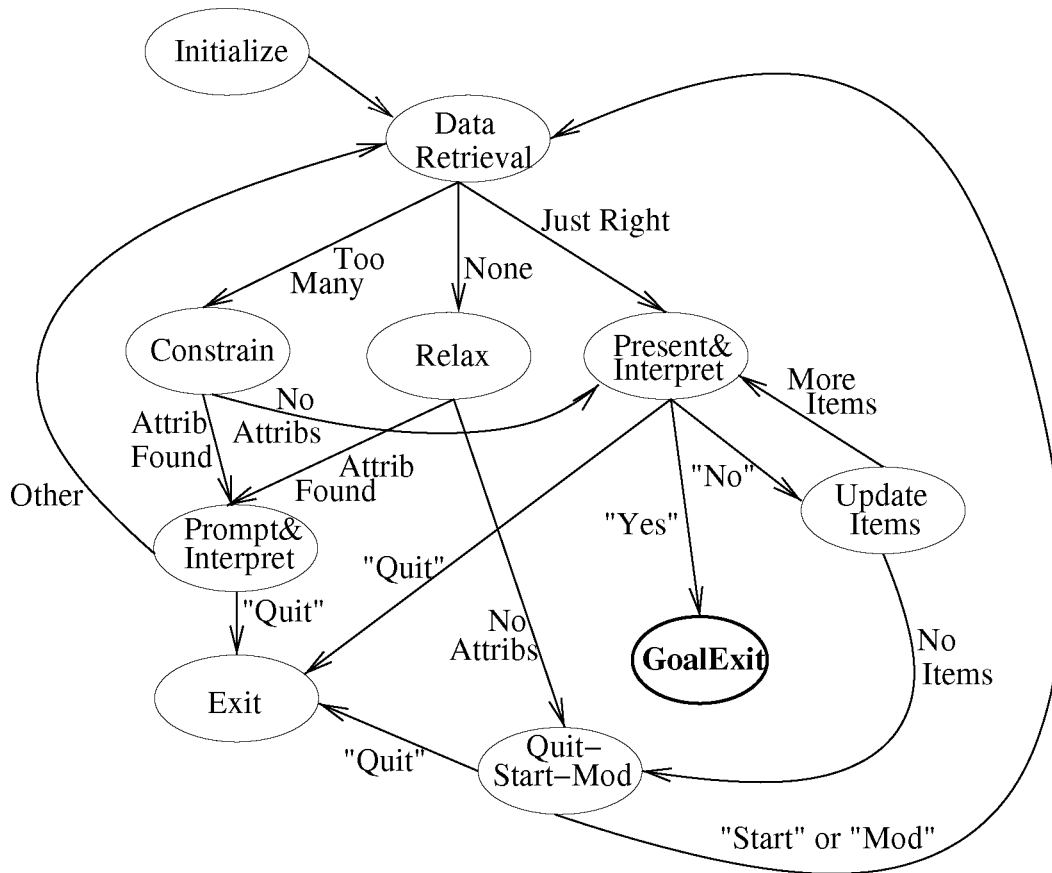 Initialize
Data
Retrieval
Just Right
Too
Many
None
Constrain
Relax
Present&
Interpret
More
Items
No
Attribs
Attrib
Found
Attrib
Found
"No"
Other
Update
Items
Prompt&
Interpret
"Yes"
"Quit"
"Quit"
No
Attribs
No
Items
GoalExit
Exit
Quit−
Start−Mod
"Quit"
"Start" or "Mod"